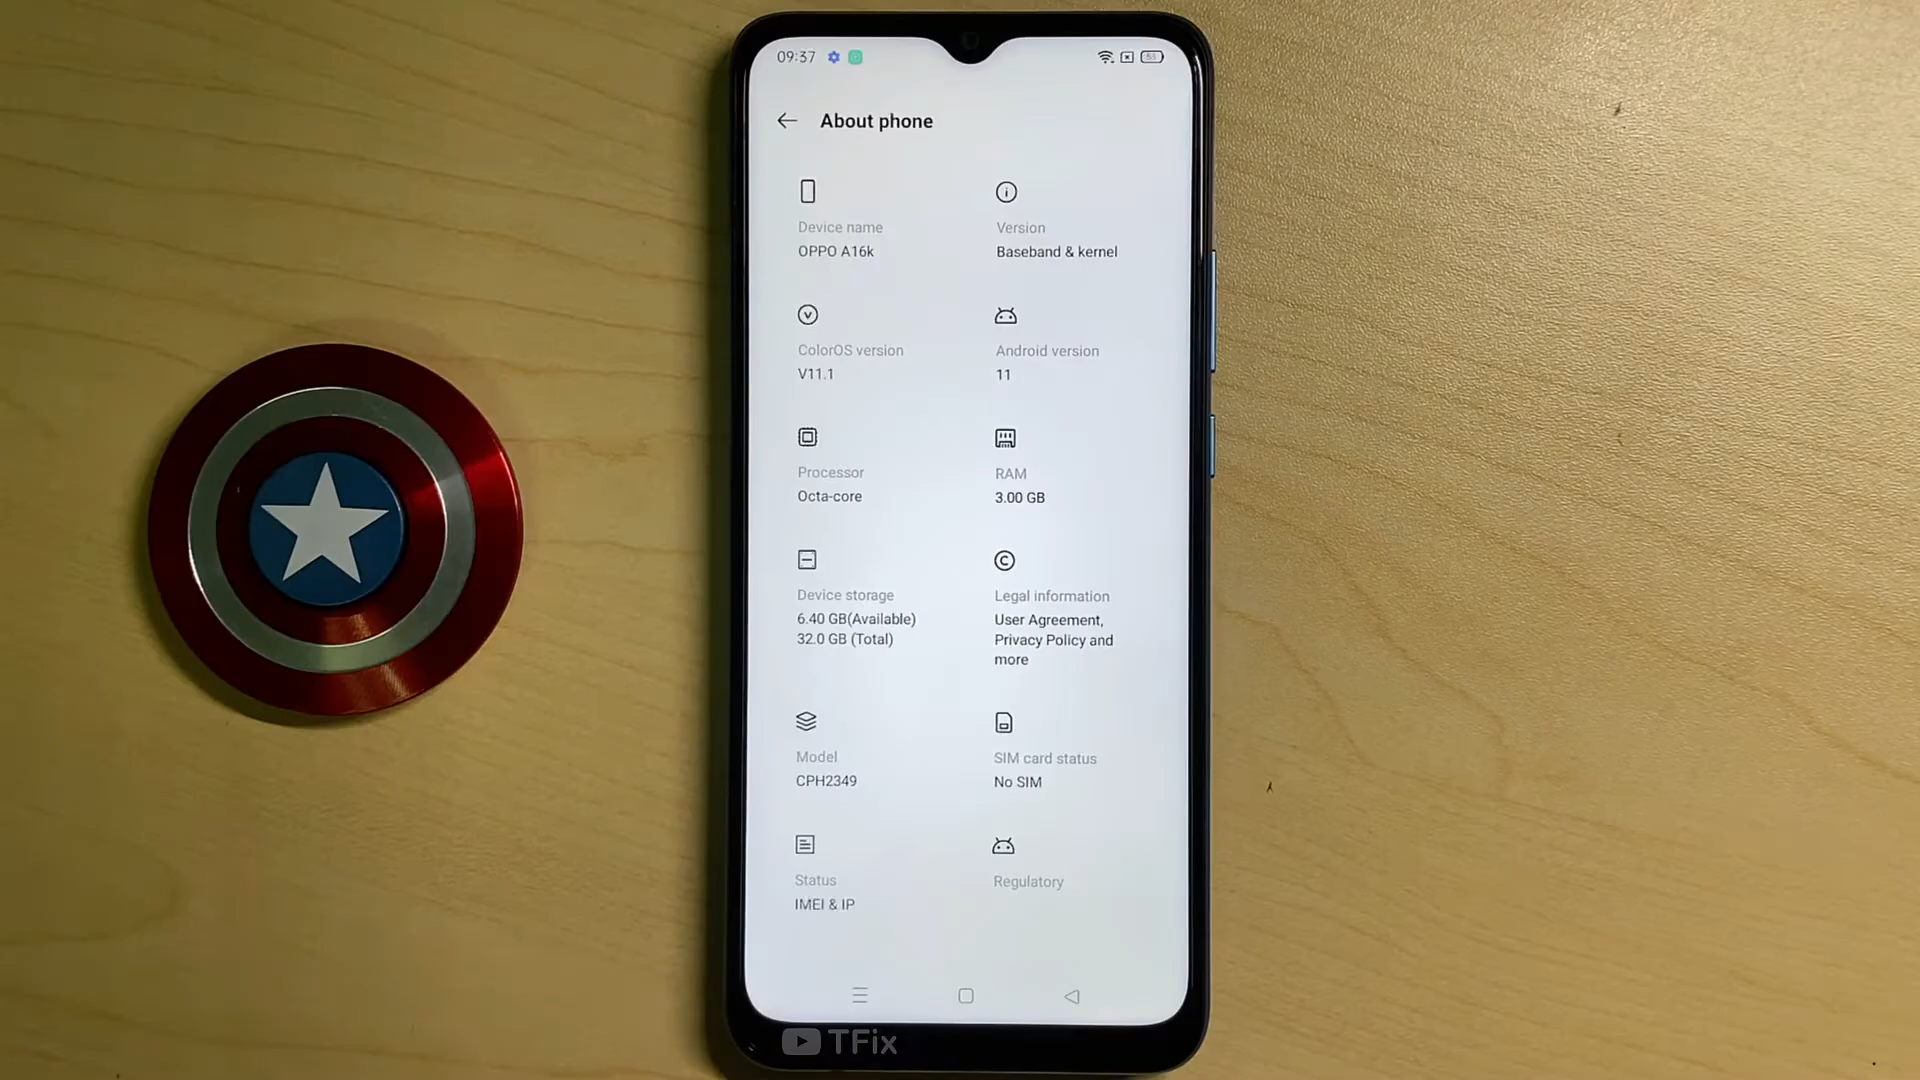 09:37
About phone
Device name
OPPO A16k
Version
Baseband & kernel
ColorOS version
V11.1
Android version
11
Processor
Octa-core
RAM
3.00 GB
Device storage
6.40 GB(Available)
32.0 GB (Total)
Legal information
User Agreement,
Privacy Policy and
more
Model
CPH2349
SIM card status
No SIM
Status
IMEI & IP
Regulatory
TFix